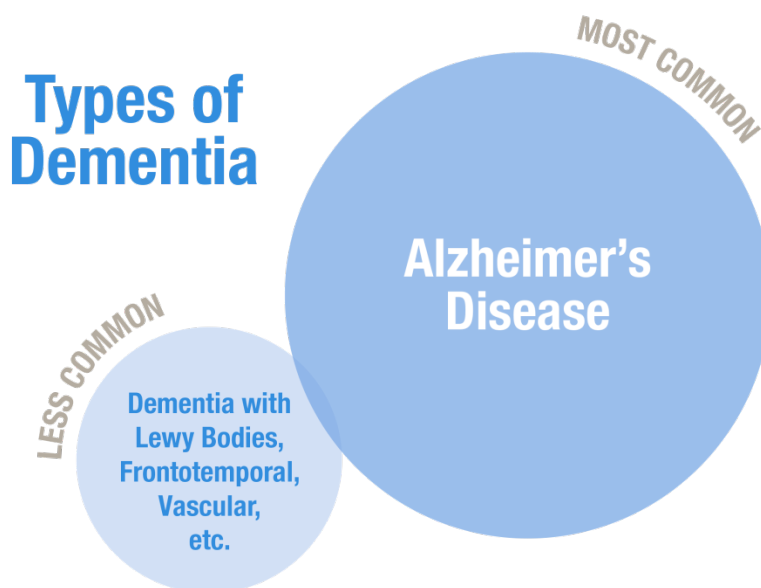 Types of
Dementia
MOST COMMON
Alzheimer’s
Disease
LESS COMMON
Dementia with
Lewy Bodies,
Frontotemporal,
Vascular,
etc.